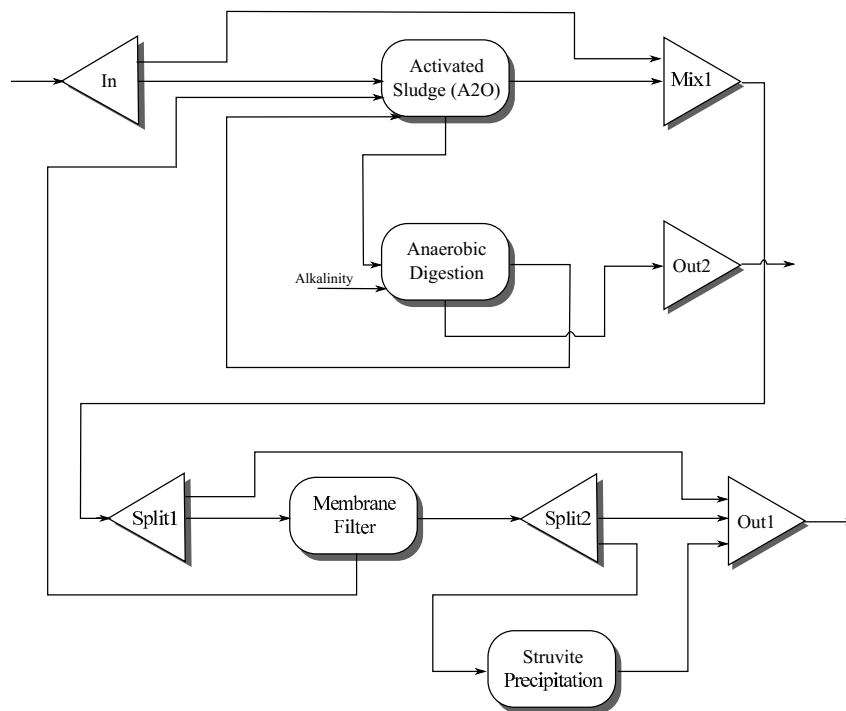 In
Activated
Sludge (A2O)
Mix1
Anaerobic
Digestion
Alkalinity
Out2
Split1
Membrane
Filter
Split2
Out1
Struvite
Precipitation